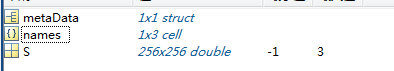 metaData 1x1 struct
names 1x3 cell
S 256x256 double -1 3